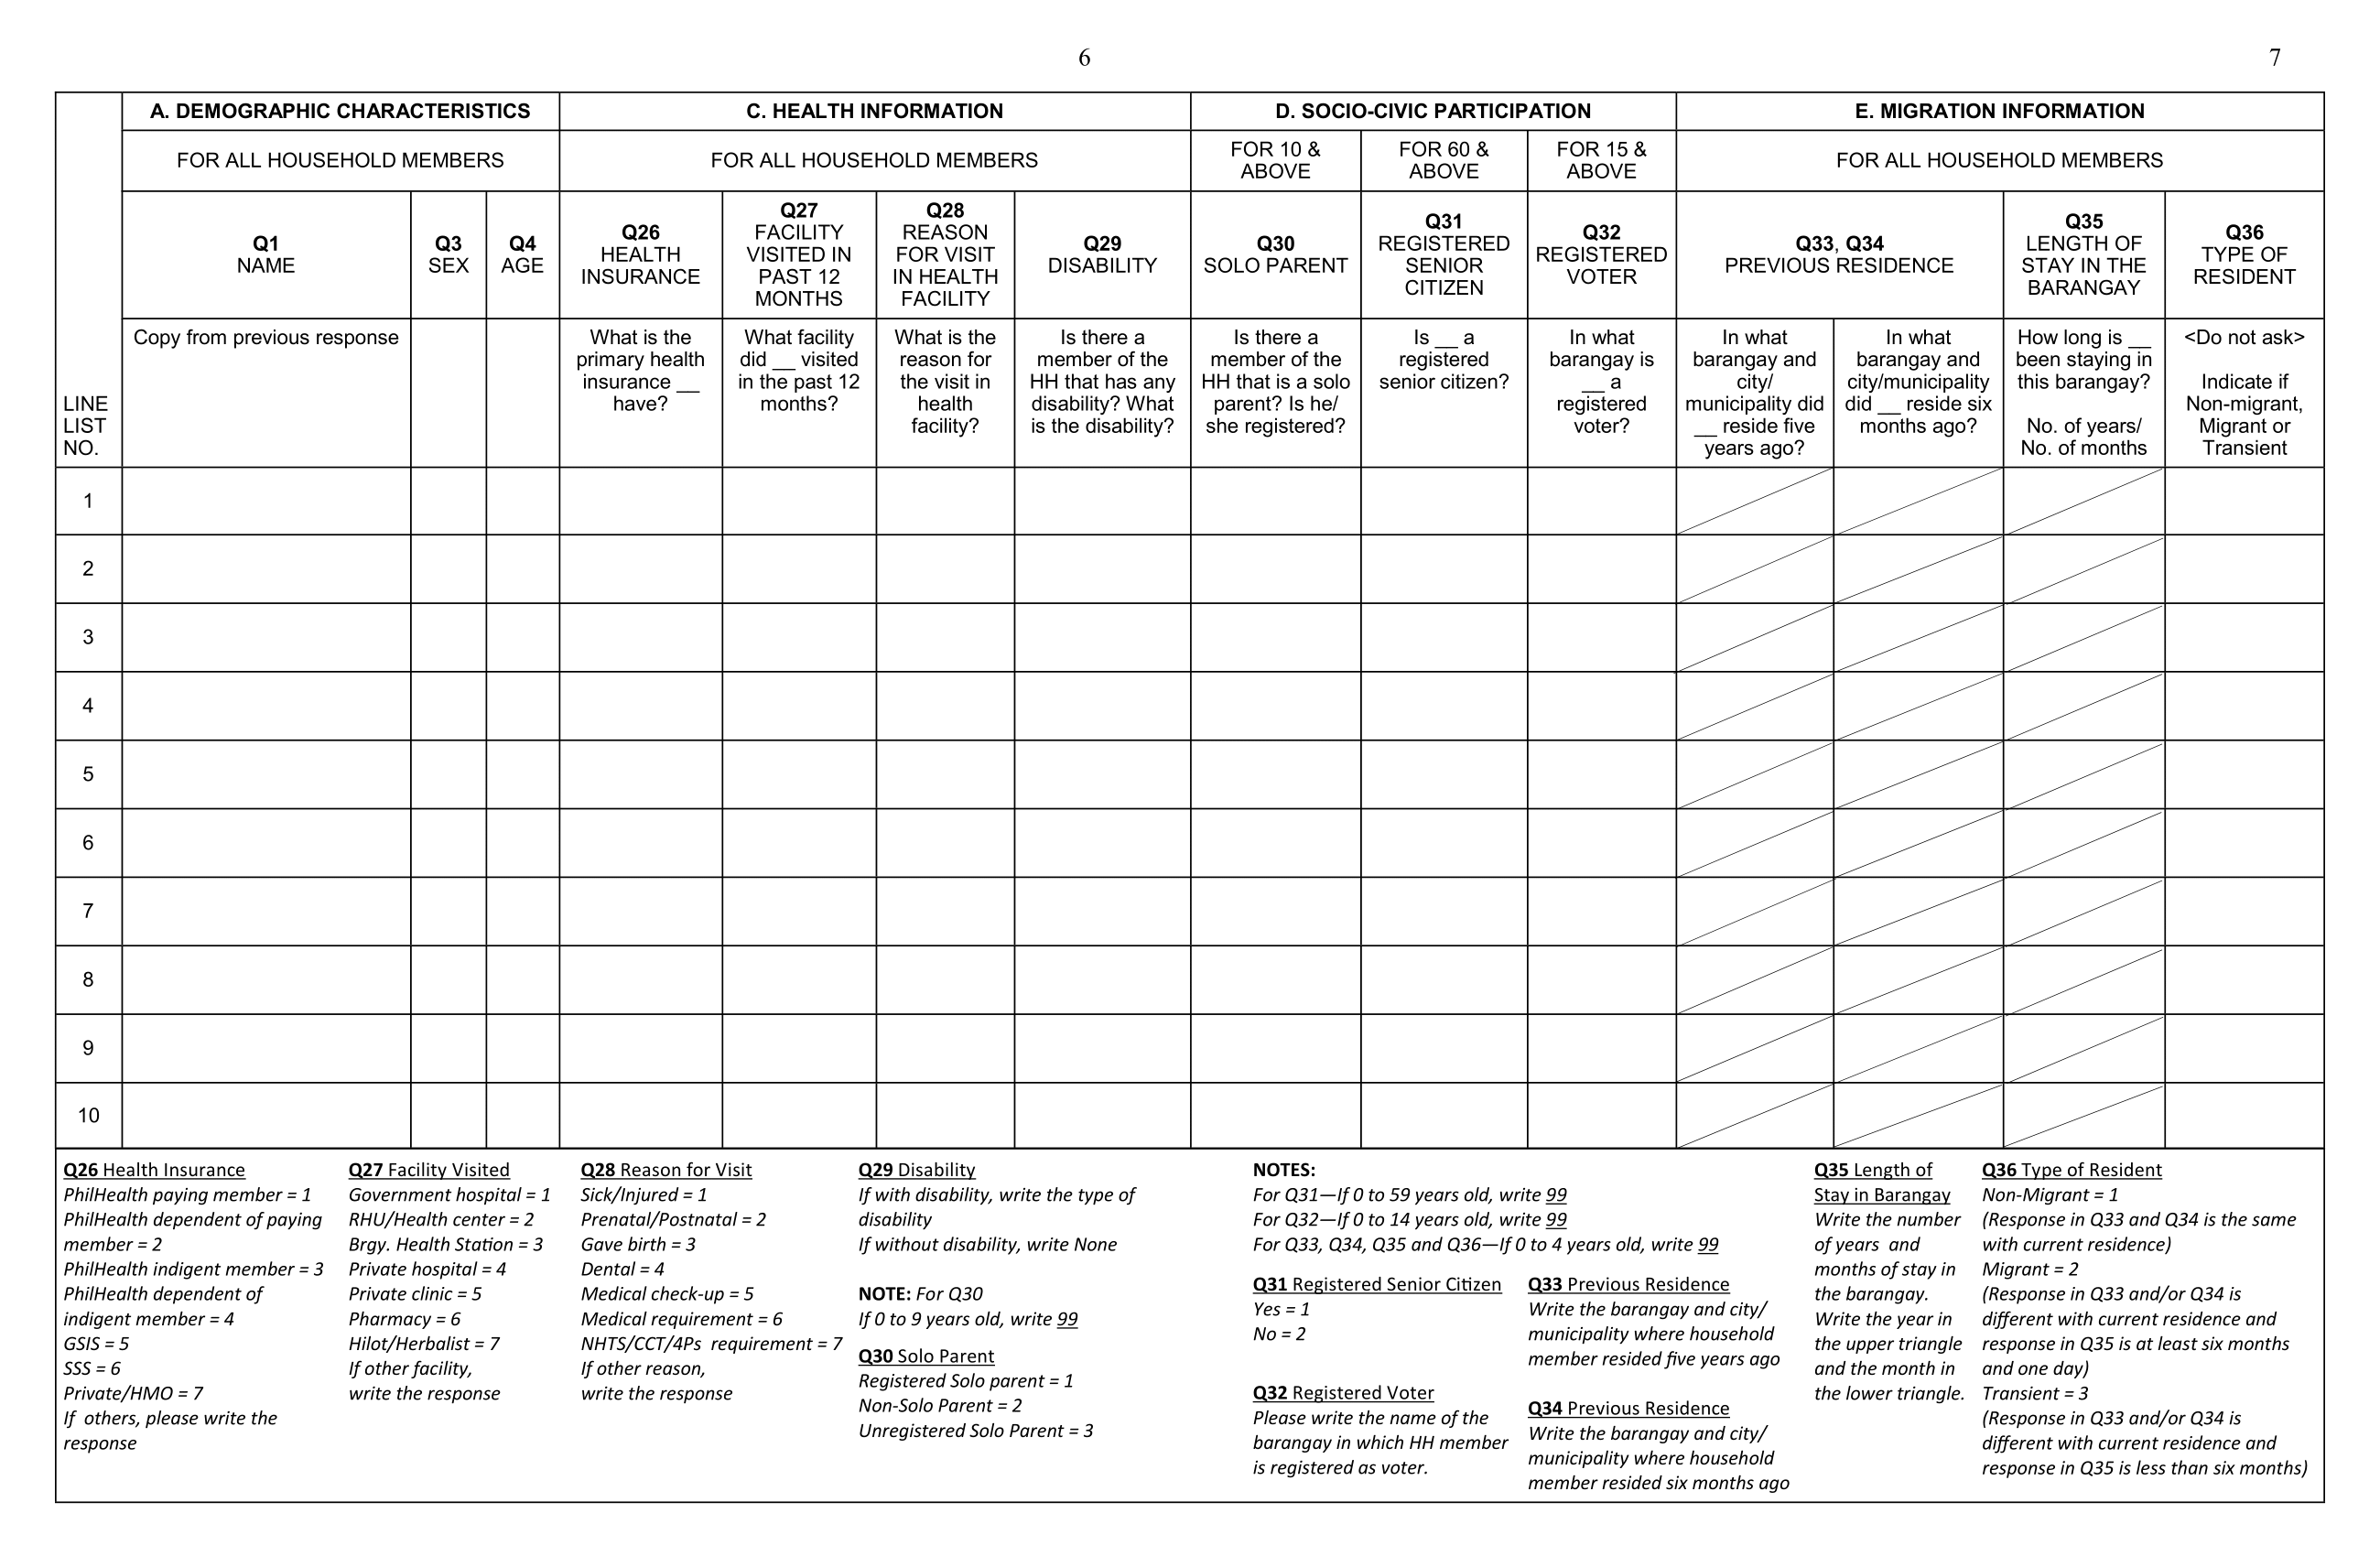 6
7
A. DEMOGRAPHIC CHARACTERISTICS
C. HEALTH INFORMATION
D. SOCIO-CIVIC PARTICIPATION
E. MIGRATION INFORMATION
FOR ALL HOUSEHOLD MEMBERS
FOR ALL HOUSEHOLD MEMBERS
FOR 10 &
ABOVE
FOR 60 &
ABOVE
FOR 15 &
ABOVE
FOR ALL HOUSEHOLD MEMBERS
Q1
NAME
Q3
SEX
Q4
AGE
Q26
HEALTH
INSURANCE
Q27
FACILITY
VISITED IN
PAST 12
MONTHS
Q28
REASON
FOR VISIT
IN HEALTH
FACILITY
Q29
DISABILITY
Q30
SOLO PARENT
Q31
REGISTERED
SENIOR
CITIZEN
Q32
REGISTERED
VOTER
Q33, Q34
PREVIOUS RESIDENCE
Q35
LENGTH OF
STAY IN THE
BARANGAY
Q36
TYPE OF
RESIDENT
LINE
LIST
NO.
Copy from previous response
What is the
primary health
insurance __
have?
What facility
did __ visited
in the past 12
months?
What is the
reason for
the visit in
health
facility?
Is there a
member of the
HH that has any
disability? What
is the disability?
Is there a
member of the
HH that is a solo
parent? Is he/
she registered?
Is __ a
registered
senior citizen?
In what
barangay is
__ a
registered
voter?
In what
barangay and
city/
municipality did
__ reside five
years ago?
In what
barangay and
city/municipality
did __ reside six
months ago?
How long is __
been staying in
this barangay?
No. of years/
No. of months
<Do not ask>
Indicate if
Non-migrant,
Migrant or
Transient
1
2
3
4
5
6
7
8
9
10
Q26 Health Insurance
PhilHealth paying member = 1
PhilHealth dependent of paying
member = 2
PhilHealth indigent member = 3
PhilHealth dependent of
indigent member = 4
GSIS = 5
SSS = 6
Private/HMO = 7
If others, please write the
response
Q27 Facility Visited
Government hospital = 1
RHU/Health center = 2
Brgy. Health Station = 3
Private hospital = 4
Private clinic = 5
Pharmacy = 6
Hilot/Herbalist = 7
If other facility,
write the response
Q28 Reason for Visit
Sick/Injured = 1
Prenatal/Postnatal = 2
Gave birth = 3
Dental = 4
Medical check-up = 5
Medical requirement = 6
NHTS/CCT/4Ps requirement = 7
If other reason,
write the response
Q29 Disability
If with disability, write the type of
disability
If without disability, write None
NOTE: For Q30
If 0 to 9 years old, write 99
Q30 Solo Parent
Registered Solo parent = 1
Non-Solo Parent = 2
Unregistered Solo Parent = 3
NOTES:
For Q31—If 0 to 59 years old, write 99
For Q32—If 0 to 14 years old, write 99
For Q33, Q34, Q35 and Q36—If 0 to 4 years old, write 99
Q31 Registered Senior Citizen
Yes = 1
No = 2
Q32 Registered Voter
Please write the name of the
barangay in which HH member
is registered as voter.
Q33 Previous Residence
Write the barangay and city/
municipality where household
member resided five years ago
Q34 Previous Residence
Write the barangay and city/
municipality where household
member resided six months ago
Q35 Length of
Stay in Barangay
Write the number
of years and
months of stay in
the barangay.
Write the year in
the upper triangle
and the month in
the lower triangle.
Q36 Type of Resident
Non-Migrant = 1
(Response in Q33 and Q34 is the same
with current residence)
Migrant = 2
(Response in Q33 and/or Q34 is
different with current residence and
response in Q35 is at least six months
and one day)
Transient = 3
(Response in Q33 and/or Q34 is
different with current residence and
response in Q35 is less than six months)